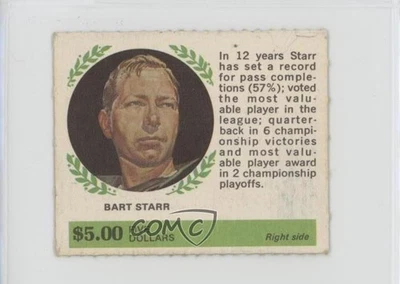 In 12 years Starr
has set a record
for pass comple-
tions (57%); voted
the most valu-
able player in the
league; quarter-
back in 6 champi-
onship victories
and most valu-
able player award
in 2 championship
playoffs.
BART STARR
$5.00 FIVE
DOLLARS
Right side
COMC